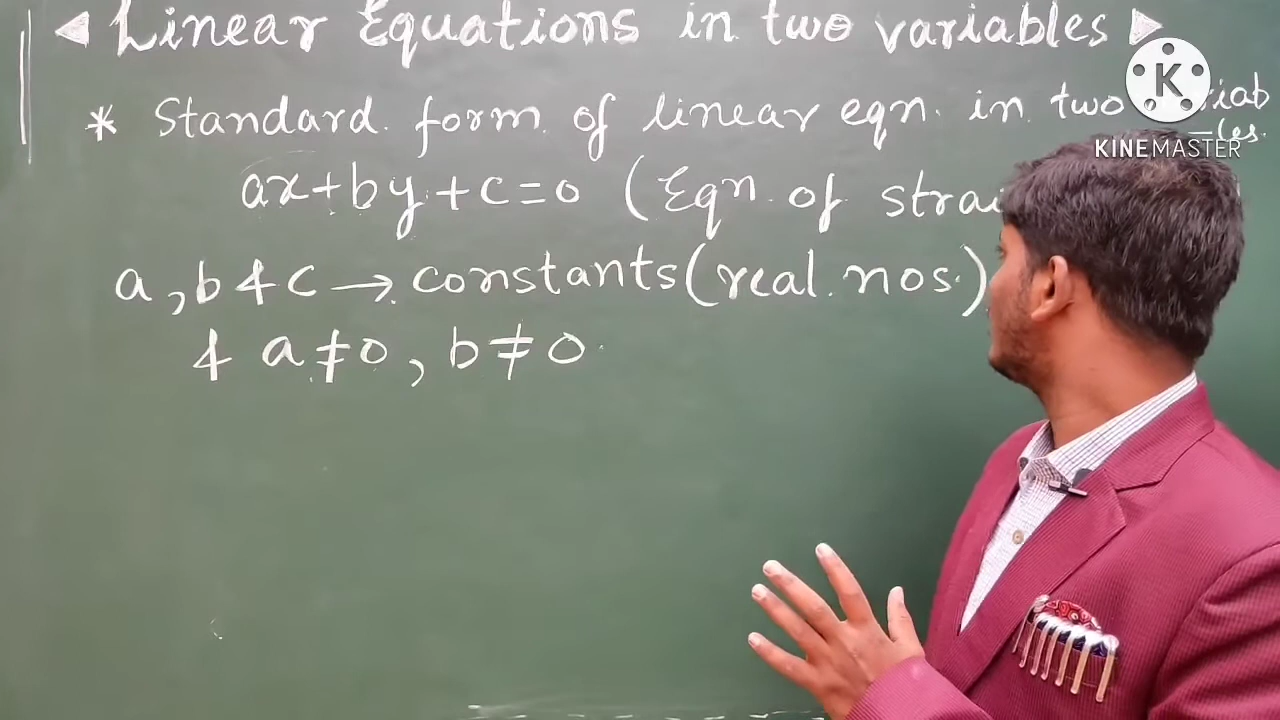 Linear Equations in two variables
* Standard form of linear eqn. in two
-les.
ax+by+c=0 (Eqn. of
a, b & c → constants (real. nos.)
& a≠0, b≠0.
K
KINEMASTER